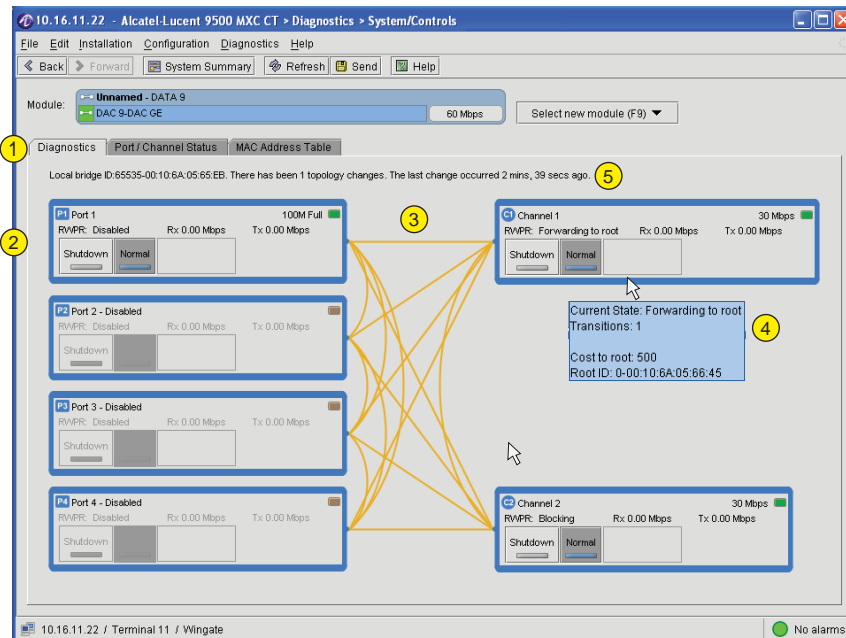 10.16.11.22 - Alcatel-Lucent 9500 MXC CT > Diagnostics > System/Controls
File Edit Installation Configuration Diagnostics Help
Back Forward System Summary Refresh Send Help
Module:
Unnamed - DATA 9
DAC 9-DAC GE 60 Mbps
Select new module (F9)
1
Diagnostics Port / Channel Status MAC Address Table
Local bridge ID:65535-00:10:6A:05:65:EB. There has been 1 topology changes. The last change occurred 2 mins, 39 secs ago.
5
2
P1 Port 1 100M Full
RWPR: Disabled Rx 0.00 Mbps Tx 0.00 Mbps
Shutdown Normal
3
C1 Channel 1 30 Mbps
RWPR: Forwarding to root Rx 0.00 Mbps Tx 0.00 Mbps
Shutdown Normal
P2 Port 2 - Disabled
RWPR: Disabled Rx 0.00 Mbps Tx 0.00 Mbps
Shutdown
Current State: Forwarding to root
Transitions: 1
Cost to root: 500
Root ID: 0-00:10:6A:05:66:45
4
P3 Port 3 - Disabled
RWPR: Disabled Rx 0.00 Mbps Tx 0.00 Mbps
Shutdown
P4 Port 4 - Disabled
RWPR: Disabled Rx 0.00 Mbps Tx 0.00 Mbps
Shutdown
C2 Channel 2 30 Mbps
RWPR: Blocking Rx 0.00 Mbps Tx 0.00 Mbps
Shutdown Normal
10.16.11.22 / Terminal 11 / Wingate
No alarms